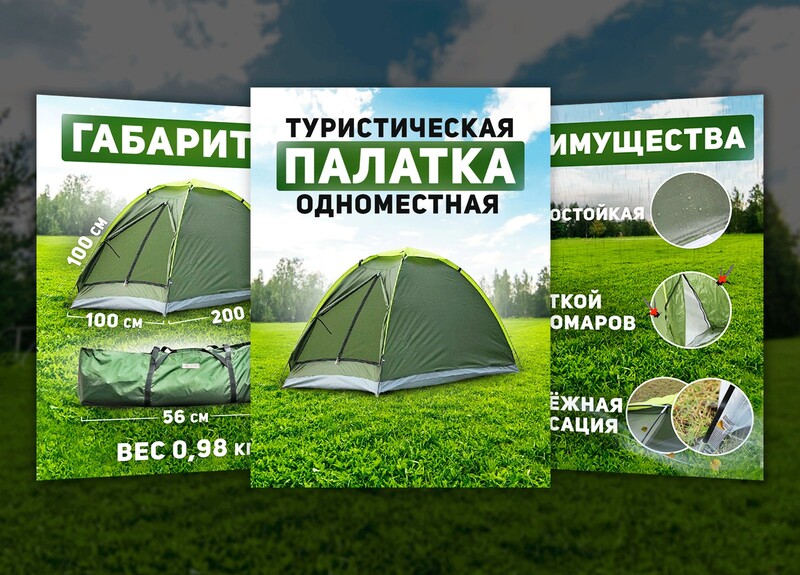 ГАБАРИТ
100 СМ
100 СМ
200
56 СМ
ВЕС 0,98 КГ
ТУРИСТИЧЕСКАЯ
ПАЛАТКА
ОДНОМЕСТНАЯ
ИМУЩЕСТВА
ОСТОЙКАЯ
ТКОЙ
ОМАРОВ
ЁЖНАЯ
САЦИЯ